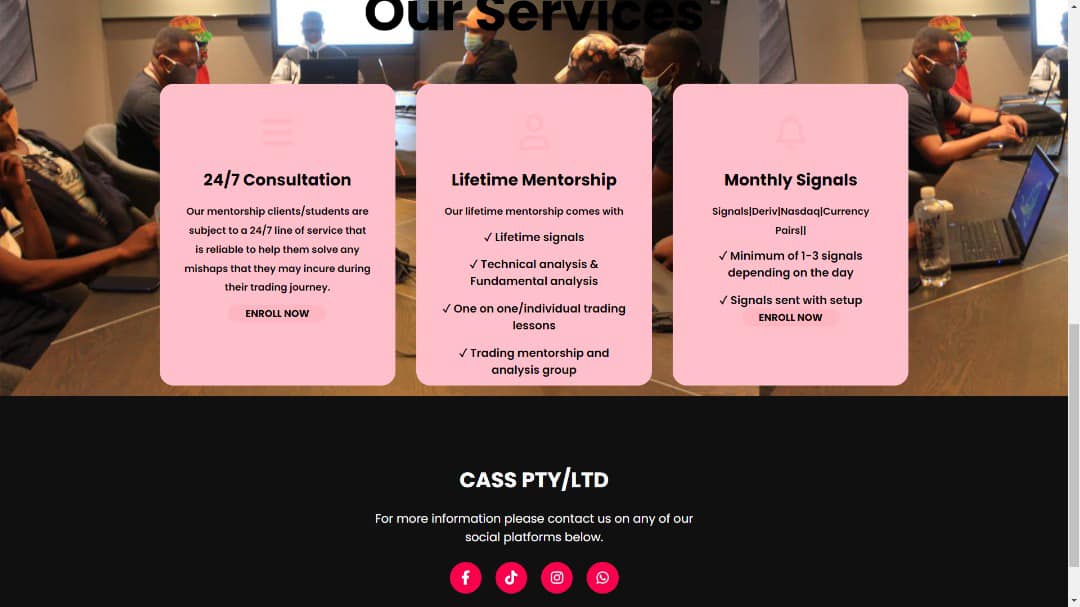 Our Services
24/7 Consultation
Our mentorship clients/students are
subject to a 24/7 line of service that
is reliable to help them solve any
mishaps that they may incure during
their trading journey.
ENROLL NOW
Lifetime Mentorship
Our lifetime mentorship comes with
✓ Lifetime signals
✓ Technical analysis &
Fundamental analysis
✓ One on one/individual trading
lessons
✓ Trading mentorship and
analysis group
Monthly Signals
Signals|Deriv|Nasdaq|Currency
Pairs||
✓ Minimum of 1-3 signals
depending on the day
✓ Signals sent with setup
ENROLL NOW
CASS PTY/LTD
For more information please contact us on any of our
social platforms below.